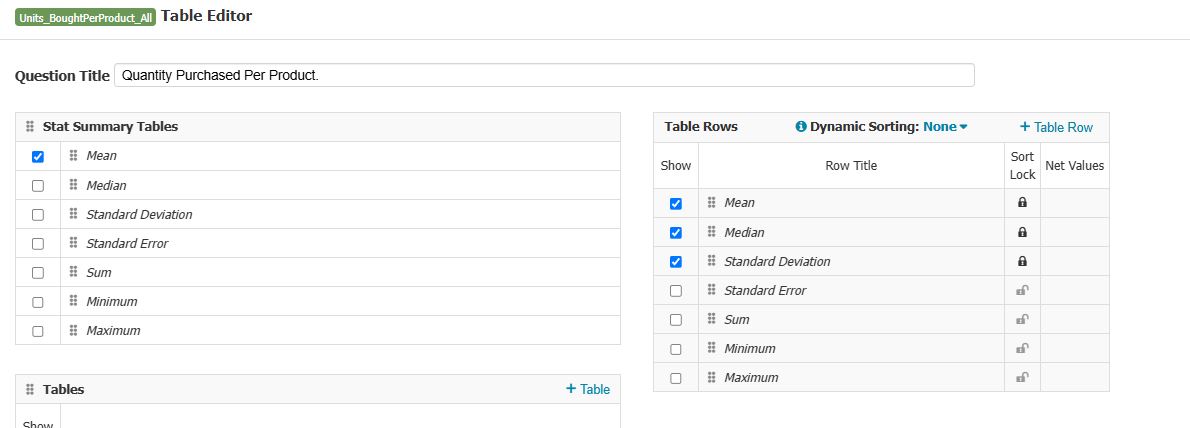 Units_BoughtPerProduct_All Table Editor
Question Title Quantity Purchased Per Product.
Stat Summary Tables
Mean
Median
Standard Deviation
Standard Error
Sum
Minimum
Maximum
Tables + Table
Show
Table Rows Dynamic Sorting: None + Table Row
Show Row Title Sort Lock Net Values
Mean
Median
Standard Deviation
Standard Error
Sum
Minimum
Maximum